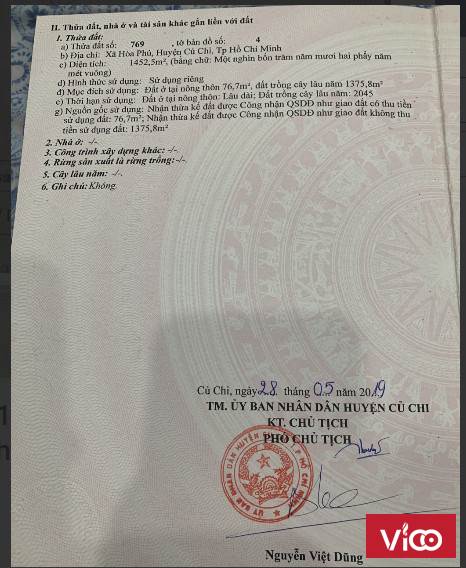 II. Thửa đất, nhà ở và tài sản khác gắn liền với đất
1. Thửa đất:
a) Thửa đất số: 769 , tờ bản đồ số: 4
b) Địa chỉ: Xã Hòa Phú, Huyện Củ Chi, Tp Hồ Chí Minh
c) Diện tích: 1452,5m², (bằng chữ: Một nghìn bốn trăm năm mươi hai phẩy năm
mét vuông)
d) Hình thức sử dụng: Sử dụng riêng
đ) Mục đích sử dụng: Đất ở tại nông thôn 76,7m², đất trồng cây lâu năm 1375,8m²
e) Thời hạn sử dụng: Đất ở tại nông thôn: Lâu dài; Đất trồng cây lâu năm: 2045
g) Nguồn gốc sử dụng: Nhận thừa kế đất được Công nhận QSDĐ như giao đất có thu tiền
sử dụng đất: 76,7m²; Nhận thừa kế đất được Công nhận QSDĐ như giao đất không thu
tiền sử dụng đất: 1375,8m²
2. Nhà ở: -/-
3. Công trình xây dựng khác: -/-
4. Rừng sản xuất là rừng trồng:-/-
5. Cây lâu năm: -/-
6. Ghi chú: Không.
Củ Chi, ngày 28 tháng 05 năm 2019
TM. ỦY BAN NHÂN DÂN HUYỆN CỦ CHI
KT. CHỦ TỊCH
PHÓ CHỦ TỊCH
Nguyễn Việt Dũng
Vico